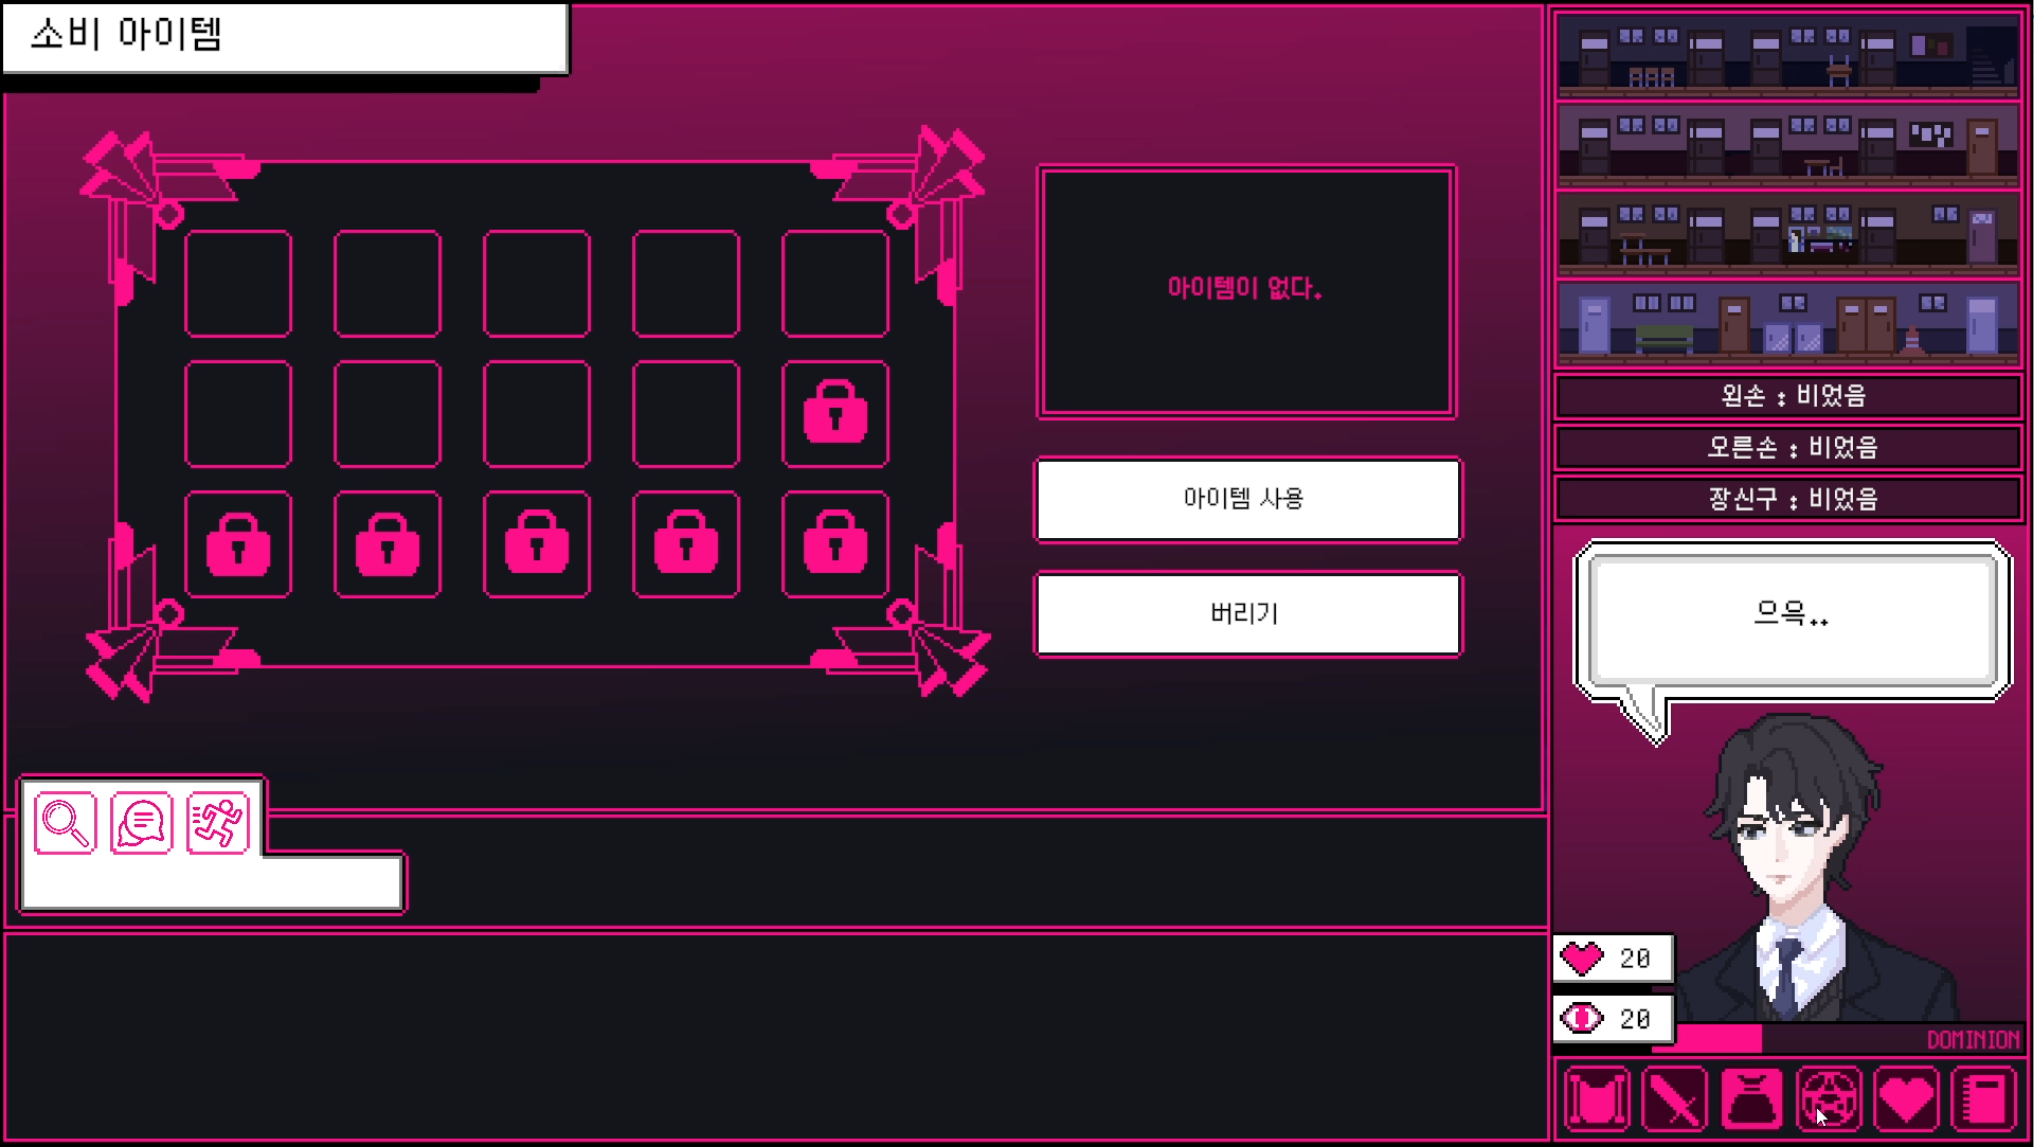 소비 아이템
아이템이 없다.
아이템 사용
버리기
왼손 : 비었음
오른손 : 비었음
장신구 : 비었음
으윽..
20
20
DOMINION